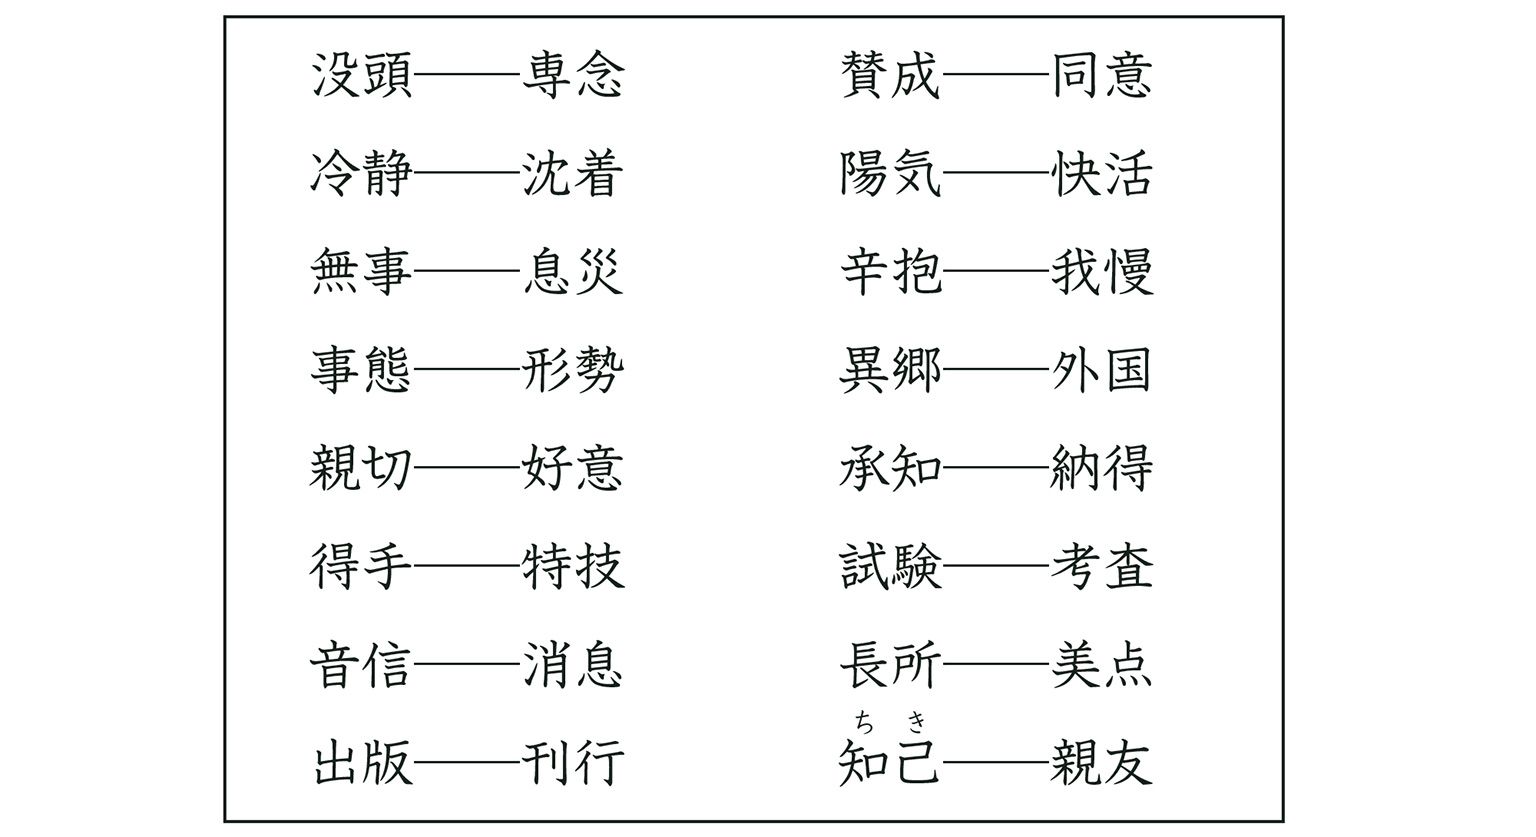 没頭――専念 賛成――同意
冷静――沈着 陽気――快活
無事――息災 辛抱――我慢
事態――形勢 異郷――外国
親切――好意 承知――納得
得手――特技 試験――考査
音信――消息 長所――美点
ちき
出版――刊行 知己――親友